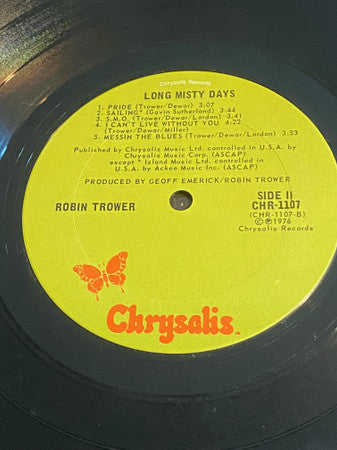 Chrysalis Records
LONG MISTY DAYS
1. PRIDE (Trower/Dewar) 3:07
2. SAILING* (Gavin Sutherland) 3:44
3. S.M.O. (Trower/Dewar/Lordon) 3:41
4. I CAN'T LIVE WITHOUT YOU 4:22
(Trower/Dewar/Miller)
5. MESSIN THE BLUES (Trower/Dewar/Lordon) 3:53
Published by Chrysalis Music Ltd. controlled in U.S.A. by
Chrysalis Music Corp. (ASCAP)
except * Island Music Ltd. controlled in
U.S.A. by Ackee Music Inc. (ASCAP)
PRODUCED BY GEOFF EMERICK/ROBIN TROWER
ROBIN TROWER
SIDE II
CHR-1107
(CHR-1107-B)
©℗1976
Chrysalis Records
Chrysalis TM